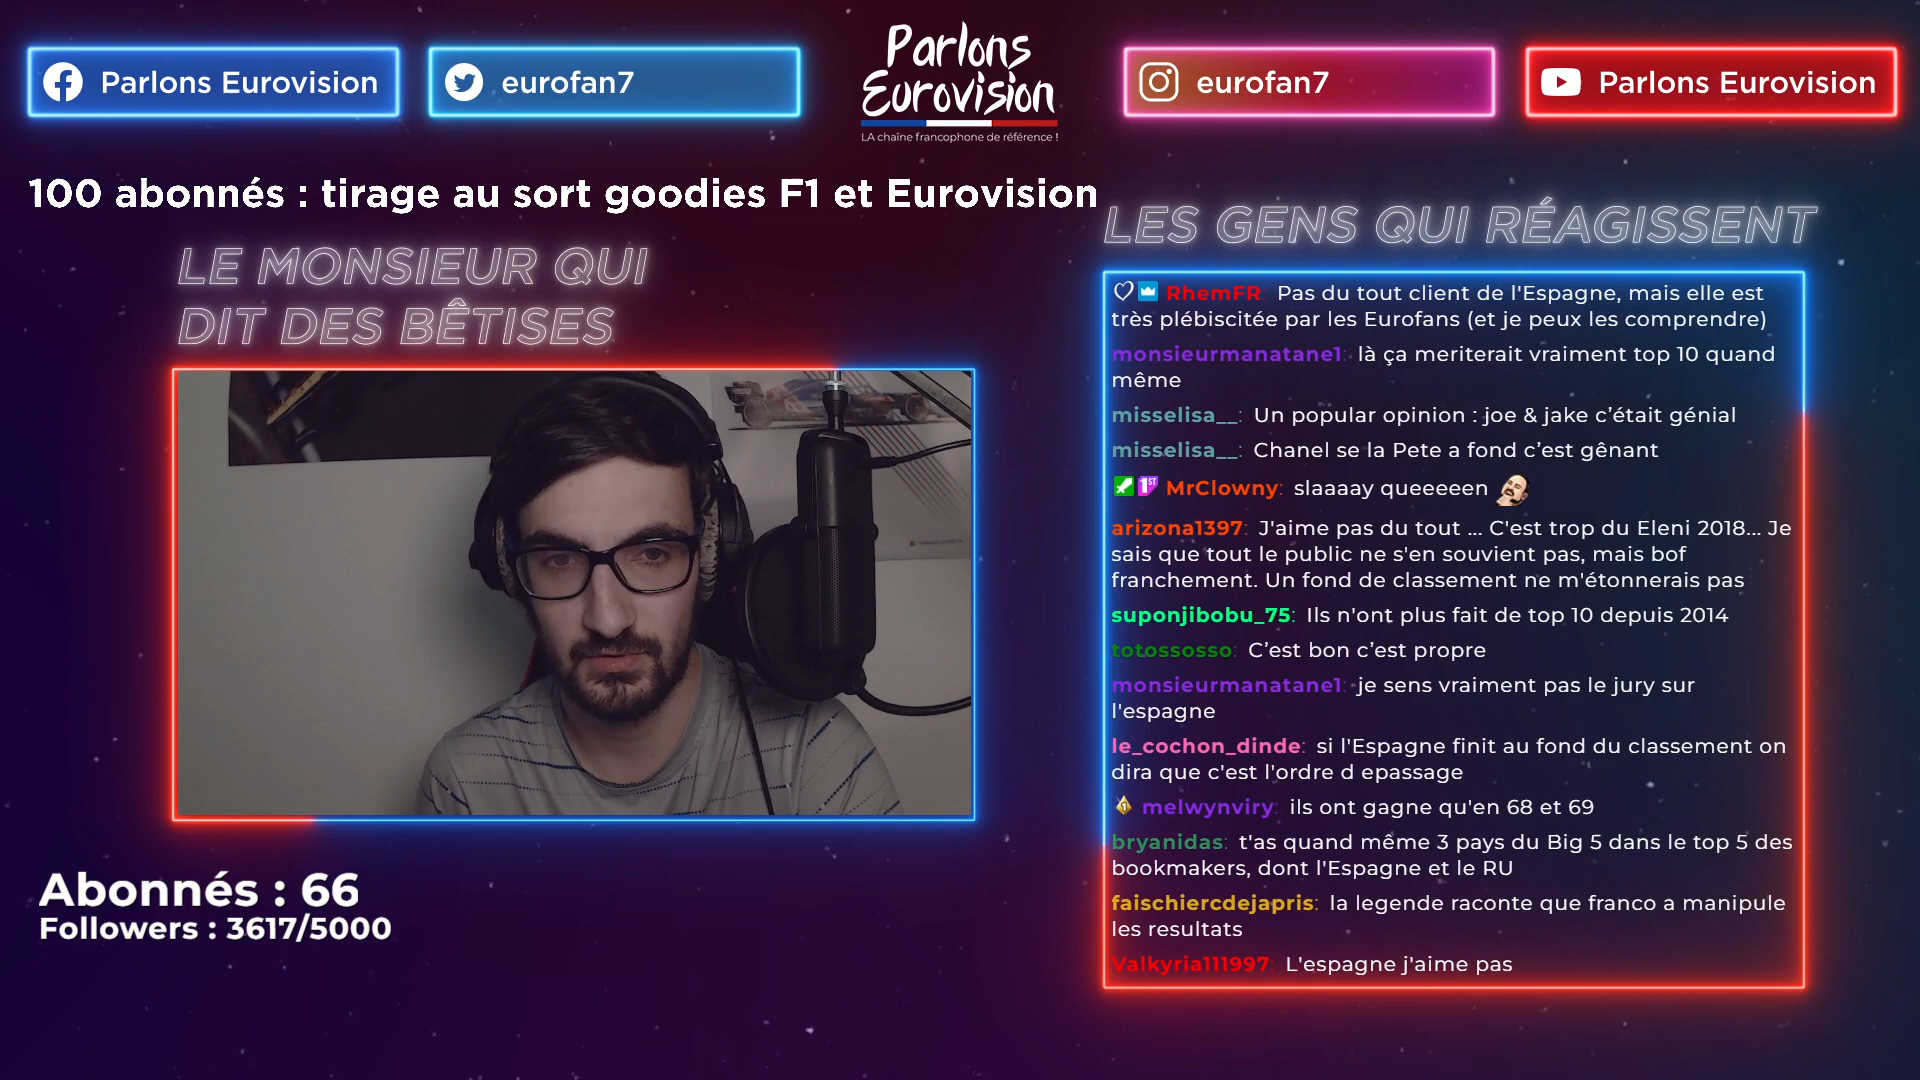 Parlons Eurovision
eurofan7
Parlons
Eurovision
LA chaîne francophone de référence !
eurofan7
Parlons Eurovision
100 abonnés : tirage au sort goodies F1 et Eurovision
LE MONSIEUR QUI
DIT DES BÊTISES
Abonnés : 66
Followers : 3617/5000
LES GENS QUI RÉAGISSENT
RhemFR: Pas du tout client de l'Espagne, mais elle est
très plébiscitée par les Eurofans (et je peux les comprendre)
monsieurmanatane1: là ça meriterait vraiment top 10 quand
même
misselisa__: Un popular opinion : joe & jake c’était génial
misselisa__: Chanel se la Pete a fond c’est gênant
1ST MrClowny: slaaaay queeeeen
arizona1397: J'aime pas du tout ... C'est trop du Eleni 2018... Je
sais que tout le public ne s'en souvient pas, mais bof
franchement. Un fond de classement ne m'étonnerais pas
suponjibobu_75: Ils n'ont plus fait de top 10 depuis 2014
totossosso: C’est bon c’est propre
monsieurmanatane1: je sens vraiment pas le jury sur
l'espagne
le_cochon_dinde: si l'Espagne finit au fond du classement on
dira que c'est l'ordre d epassage
1 melwynviry: ils ont gagne qu'en 68 et 69
bryanidas: t'as quand même 3 pays du Big 5 dans le top 5 des
bookmakers, dont l'Espagne et le RU
faischiercdejapris: la legende raconte que franco a manipule
les resultats
Valkyria111997: L'espagne j'aime pas